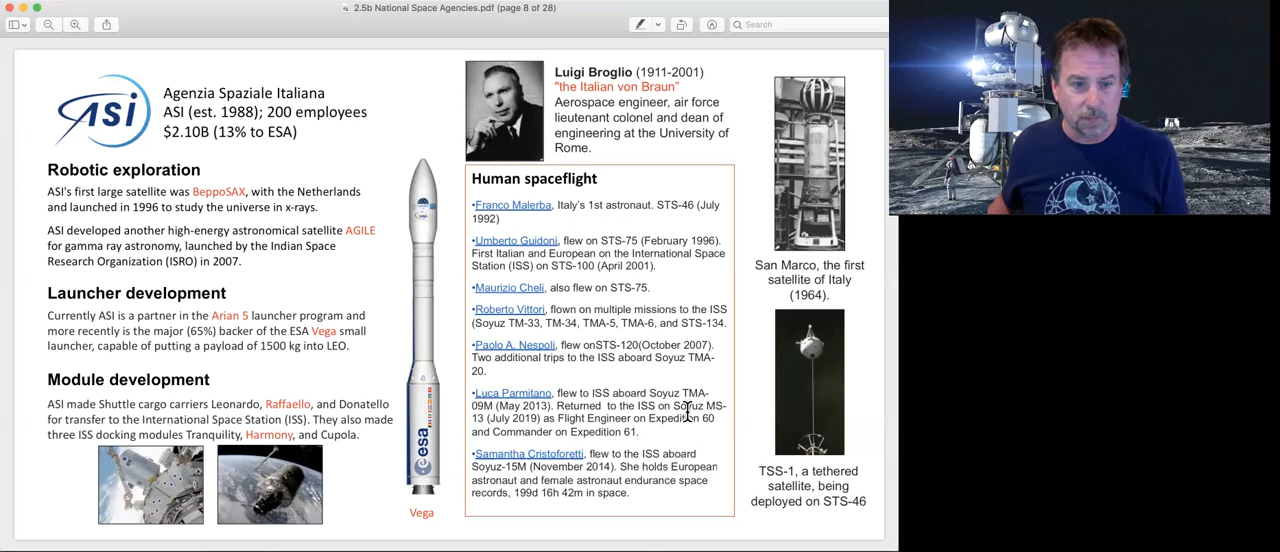 2.5b National Space Agencies.pdf (page 8 of 28)
Search
ASI
Agenzia Spaziale Italiana
ASI (est. 1988); 200 employees
$2.10B (13% to ESA)
Robotic exploration
ASI's first large satellite was BeppoSAX, with the Netherlands
and launched in 1996 to study the universe in x-rays.
ASI developed another high-energy astronomical satellite AGILE
for gamma ray astronomy, launched by the Indian Space
Research Organization (ISRO) in 2007.
Launcher development
Currently ASI is a partner in the Arian 5 launcher program and
more recently is the major (65%) backer of the ESA Vega small
launcher, capable of putting a payload of 1500 kg into LEO.
Module development
ASI made Shuttle cargo carriers Leonardo, Raffaello, and Donatello
for transfer to the International Space Station (ISS). They also made
three ISS docking modules Tranquility, Harmony, and Cupola.
esa
Vega
Luigi Broglio (1911-2001)
"the Italian von Braun"
Aerospace engineer, air force
lieutenant colonel and dean of
engineering at the University of
Rome.
Human spaceflight
•Franco Malerba, Italy's 1st astronaut. STS-46 (July
1992)
•Umberto Guidoni, flew on STS-75 (February 1996).
First Italian and European on the International Space
Station (ISS) on STS-100 (April 2001).
•Maurizio Cheli, also flew on STS-75.
•Roberto Vittori, flown on multiple missions to the ISS
(Soyuz TM-33, TM-34, TMA-5, TMA-6, and STS-134.
•Paolo A. Nespoli, flew onSTS-120(October 2007).
Two additional trips to the ISS aboard Soyuz TMA-
20.
•Luca Parmitano, flew to ISS aboard Soyuz TMA-
09M (May 2013). Returned to the ISS on Soyuz MS-
13 (July 2019) as Flight Engineer on Expedition 60
and Commander on Expedition 61.
•Samantha Cristoforetti, flew to the ISS aboard
Soyuz-15M (November 2014). She holds European
astronaut and female astronaut endurance space
records, 199d 16h 42m in space.
San Marco, the first
satellite of Italy
(1964).
TSS-1, a tethered
satellite, being
deployed on STS-46